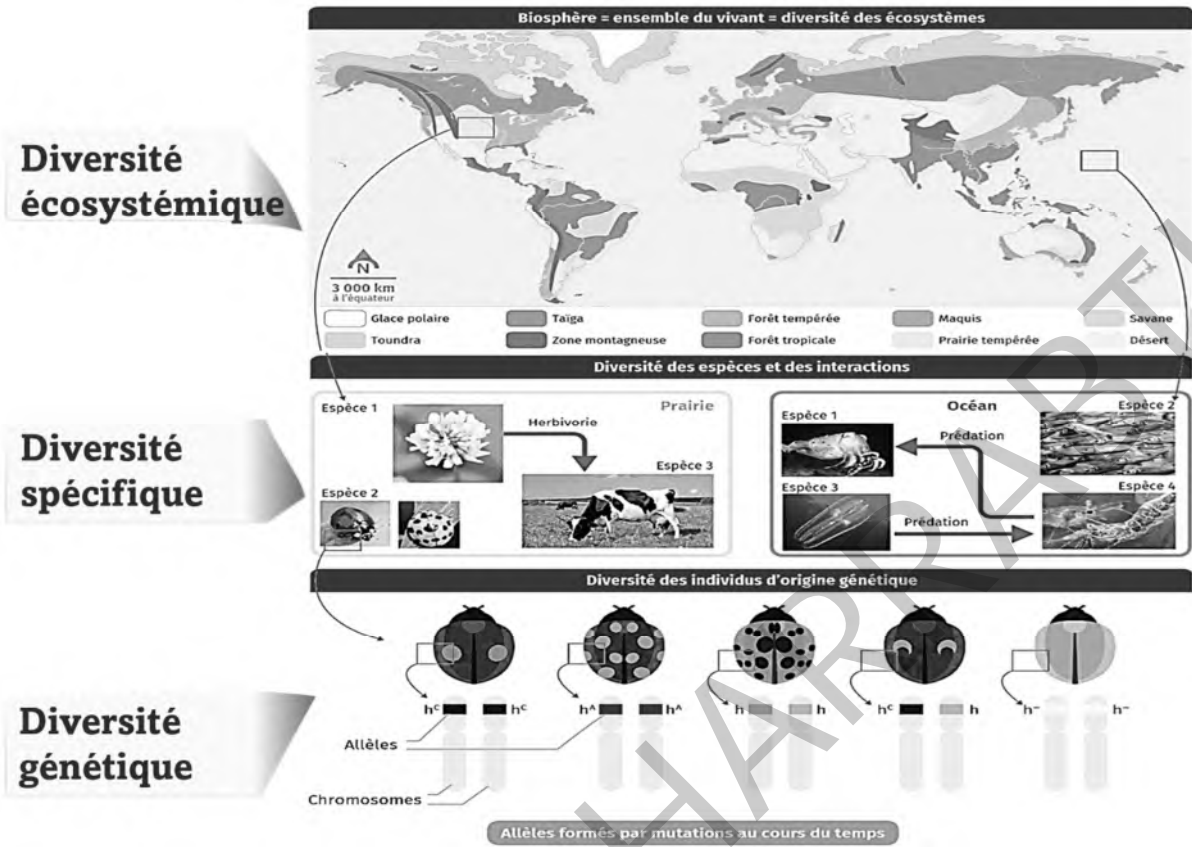 Biosphère = ensemble du vivant = diversité des écosystèmes
Diversité
écosystémique
N
3 000 km
à l'équateur
Glace polaire
Taïga
Forêt tempérée
Maquis
Savane
Toundra
Zone montagneuse
Forêt tropicale
Prairie tempérée
Désert
Diversité des espèces et des interactions
Diversité
spécifique
Espèce 1
Prairie
Herbivorie
Espèce 3
Espèce 2
Océan
Espèce 1
Espèce 2
Prédation
Espèce 3
Espèce 4
Prédation
Diversité des individus d'origine génétique
Diversité
génétique
hᶜ hᶜ hᴬ hᴬ h h hᶜ h h⁻ h⁻
Allèles
Chromosomes
Allèles formés par mutations au cours du temps